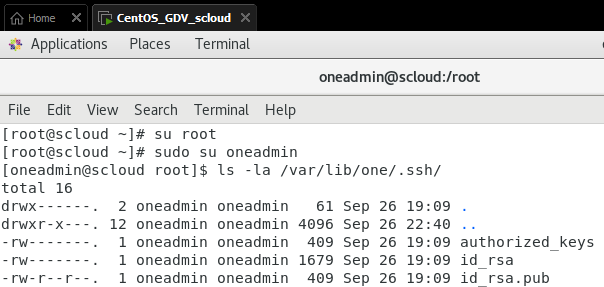 Home × CentOS_GDV_scloud ×
Applications Places Terminal
oneadmin@scloud:/root
File Edit View Search Terminal Help
[root@scloud ~]# su root
[root@scloud ~]# sudo su oneadmin
[oneadmin@scloud root]$ ls -la /var/lib/one/.ssh/
total 16
drwx------. 2 oneadmin oneadmin 61 Sep 26 19:09 .
drwxr-x---. 12 oneadmin oneadmin 4096 Sep 26 22:40 ..
-rw-------. 1 oneadmin oneadmin 409 Sep 26 19:09 authorized_keys
-rw-------. 1 oneadmin oneadmin 1679 Sep 26 19:09 id_rsa
-rw-r--r--. 1 oneadmin oneadmin 409 Sep 26 19:09 id_rsa.pub